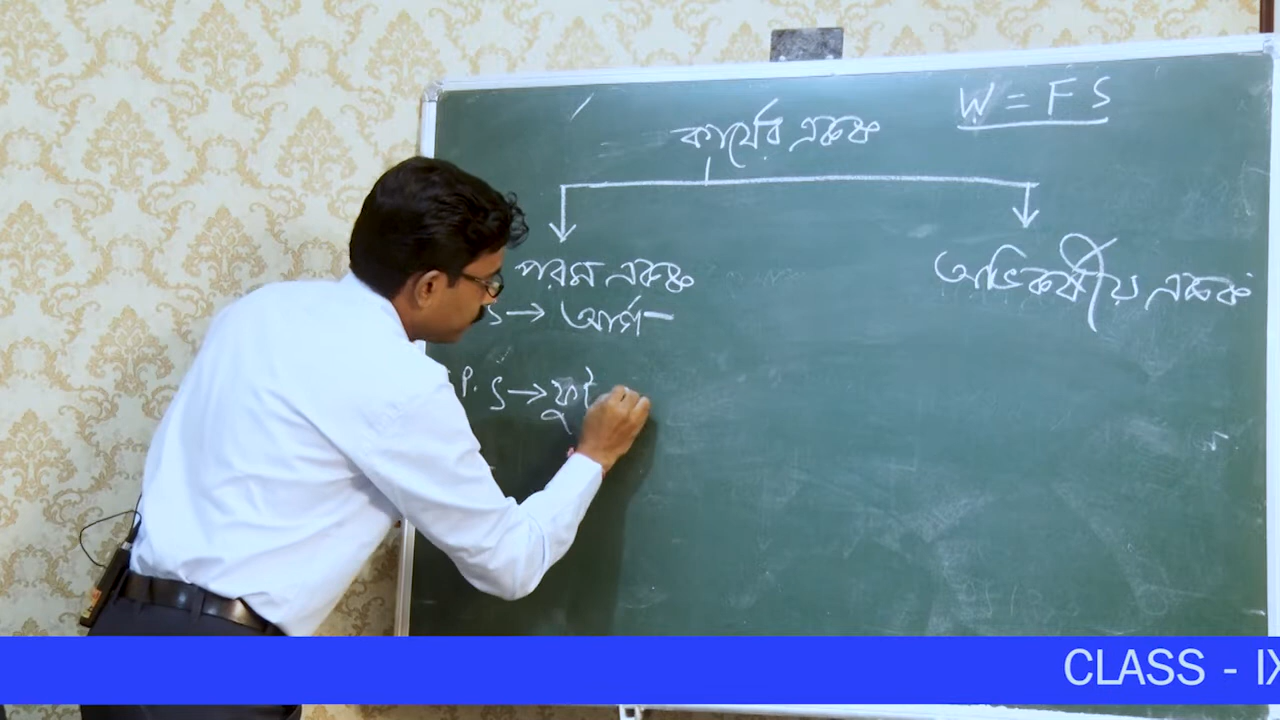 W = F S
কার্যের একক
পরম একক
অভিকর্ষীয় একক
S → আর্গ
P. S → ফুট
CLASS - IX